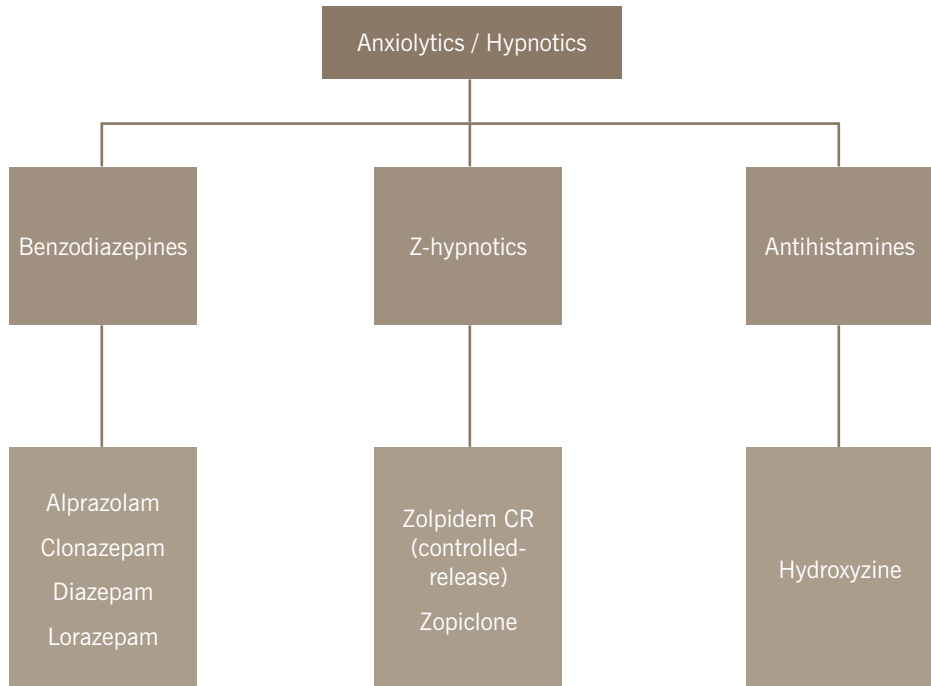 Anxiolytics / Hypnotics
Benzodiazepines
Z-hypnotics
Antihistamines
Alprazolam
Clonazepam
Diazepam
Lorazepam
Zolpidem CR
(controlled-
release)
Zopiclone
Hydroxyzine